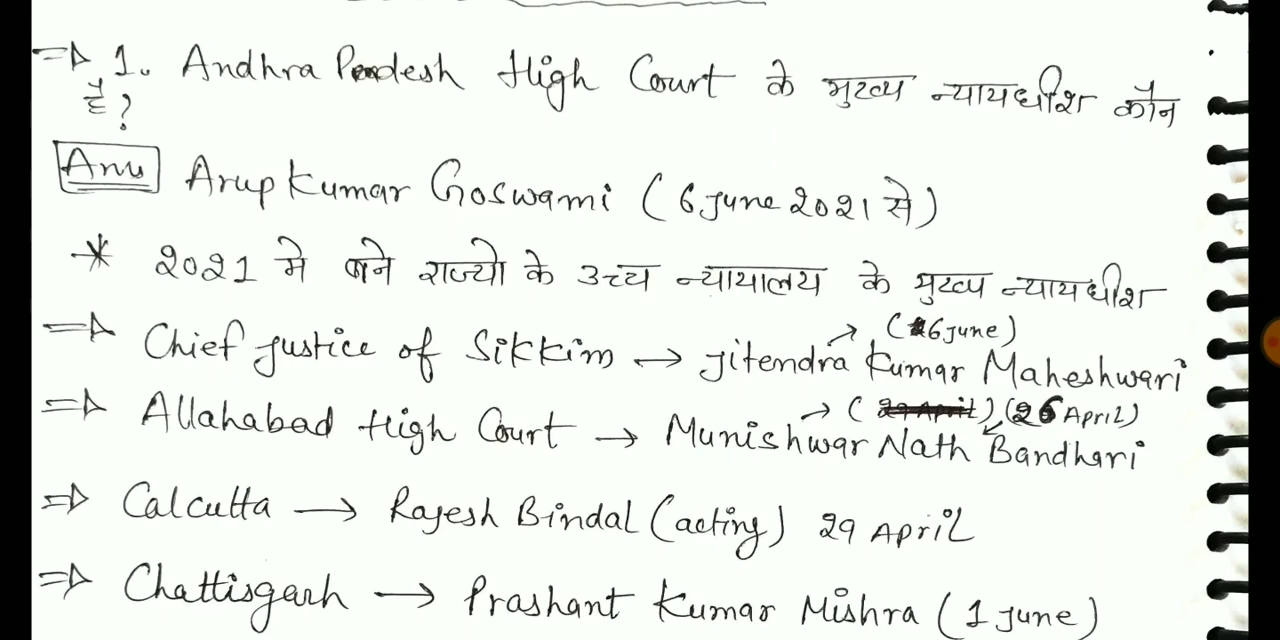 ⇒ 1. Andhra Pradesh High Court के मुख्य न्यायधीश कौन
है?
Ans Arup Kumar Goswami (6 June 2021 से)
* 2021 मे बने राज्यो के उच्च न्यायालय के मुख्य न्यायधीश
(6 June)
⇒ Chief Justice of Sikkim → Jitendra Kumar Maheshwari
→ (29 April) (26 April)
⇒ Allahabad High Court → Munishwar Nath Bandhari
⇒ Calcutta → Rajesh Bindal (acting) 29 April
⇒ Chattisgarh → Prashant Kumar Mishra (1 June)